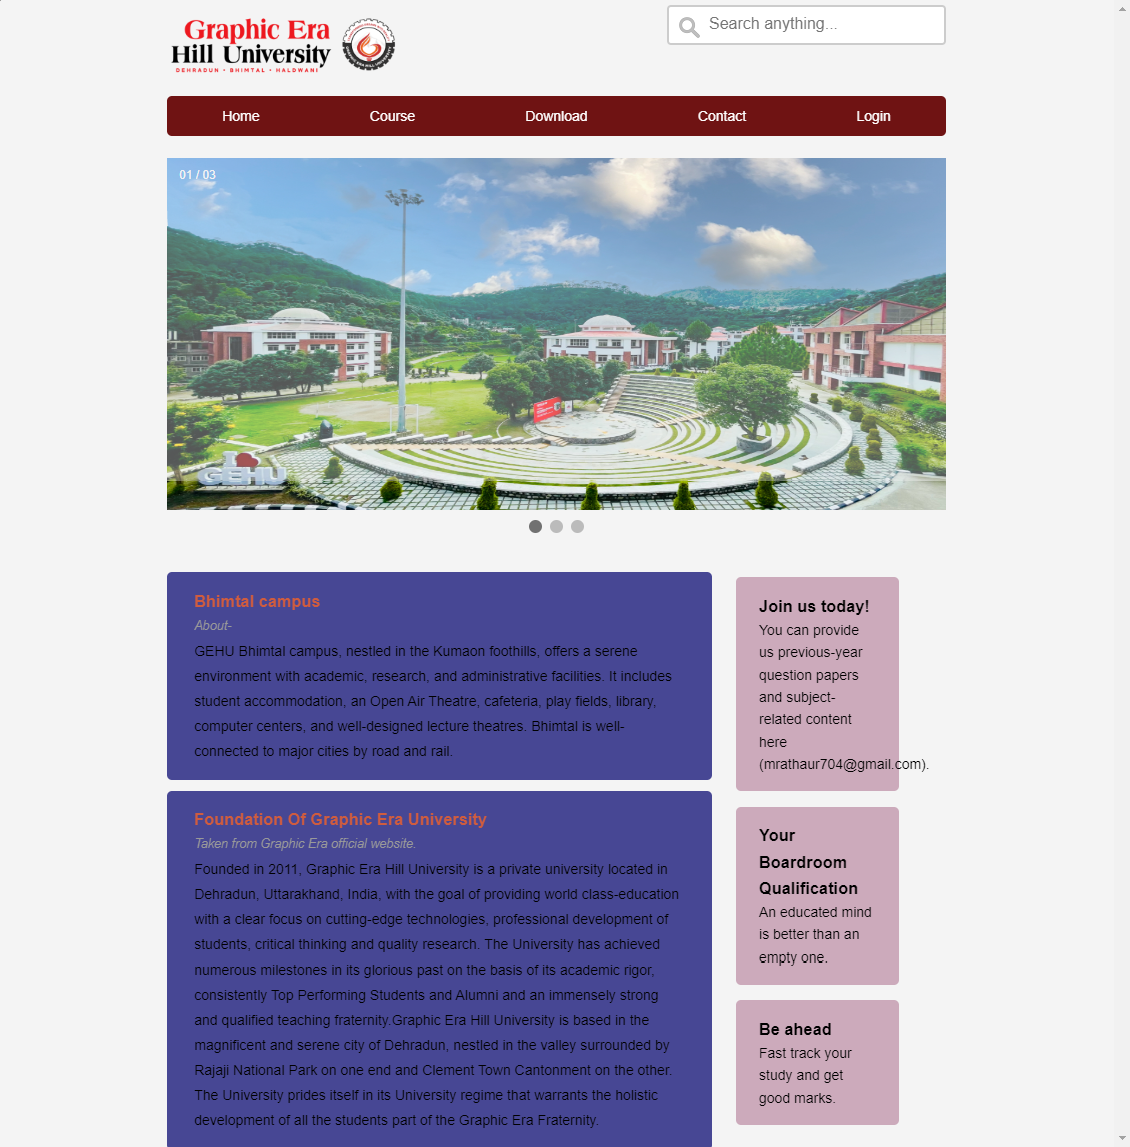 Graphic Era
Hill University
DEHRADUN • BHIMTAL • HALDWANI
Search anything...
Home
Course
Download
Contact
Login
01 / 03
GEHU
Bhimtal campus
About-
GEHU Bhimtal campus, nestled in the Kumaon foothills, offers a serene
environment with academic, research, and administrative facilities. It includes
student accommodation, an Open Air Theatre, cafeteria, play fields, library,
computer centers, and well-designed lecture theatres. Bhimtal is well-
connected to major cities by road and rail.
Foundation Of Graphic Era University
Taken from Graphic Era official website.
Founded in 2011, Graphic Era Hill University is a private university located in
Dehradun, Uttarakhand, India, with the goal of providing world class-education
with a clear focus on cutting-edge technologies, professional development of
students, critical thinking and quality research. The University has achieved
numerous milestones in its glorious past on the basis of its academic rigor,
consistently Top Performing Students and Alumni and an immensely strong
and qualified teaching fraternity.Graphic Era Hill University is based in the
magnificent and serene city of Dehradun, nestled in the valley surrounded by
Rajaji National Park on one end and Clement Town Cantonment on the other.
The University prides itself in its University regime that warrants the holistic
development of all the students part of the Graphic Era Fraternity.
Join us today!
You can provide
us previous-year
question papers
and subject-
related content
here
(mrathaur704@gmail.com).
Your
Boardroom
Qualification
An educated mind
is better than an
empty one.
Be ahead
Fast track your
study and get
good marks.